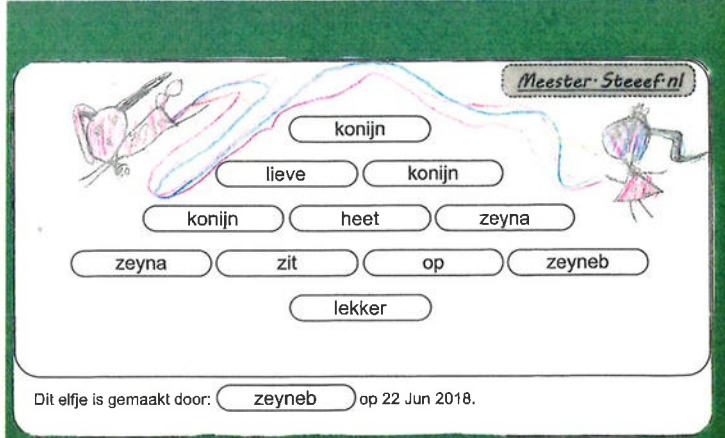 Meester·Steeef·nl
konijn
lieve konijn
konijn heet zeyna
zeyna zit op zeyneb
lekker
Dit elfje is gemaakt door: zeyneb op 22 Jun 2018.